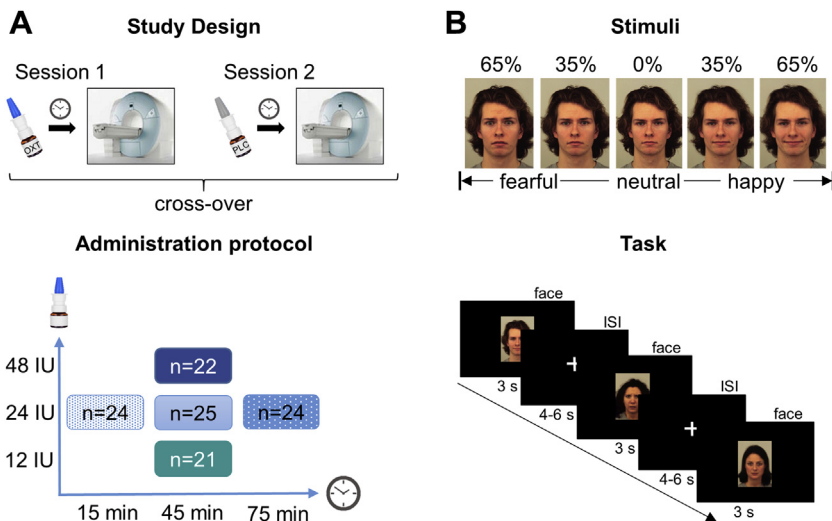 A
Study Design
Session 1
Session 2
OXT
PLC
cross-over
Administration protocol
48 IU
n=22
24 IU
n=24
n=25
n=24
12 IU
n=21
15 min
45 min
75 min
B
Stimuli
65%
35%
0%
35%
65%
fearful
neutral
happy
Task
face
ISI
face
ISI
face
3 s
4-6 s
3 s
4-6 s
3 s